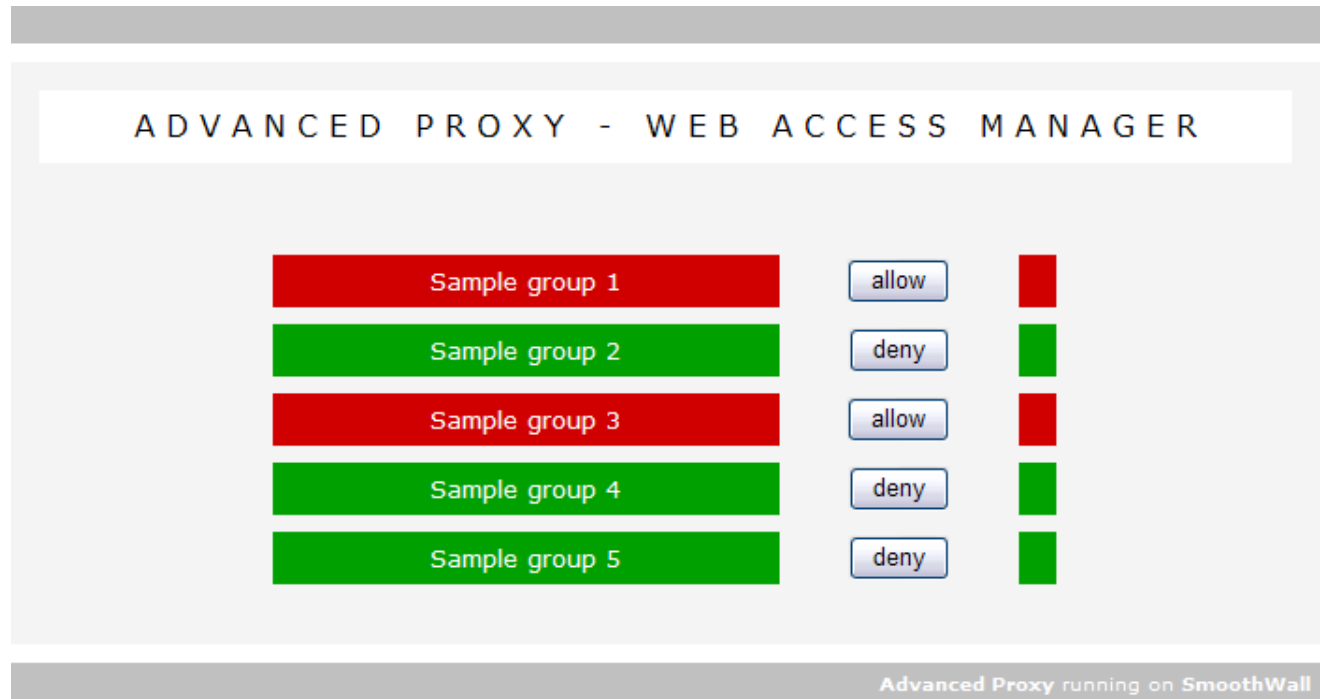 ADVANCED PROXY - WEB ACCESS MANAGER
Sample group 1 allow
Sample group 2 deny
Sample group 3 allow
Sample group 4 deny
Sample group 5 deny
Advanced Proxy running on SmoothWall